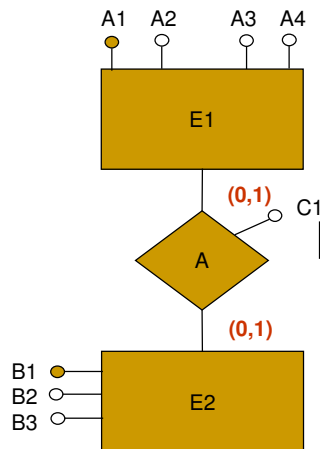 A1 A2 A3 A4
E1
(0,1)
C1
A
(0,1)
B1
B2
E2
B3